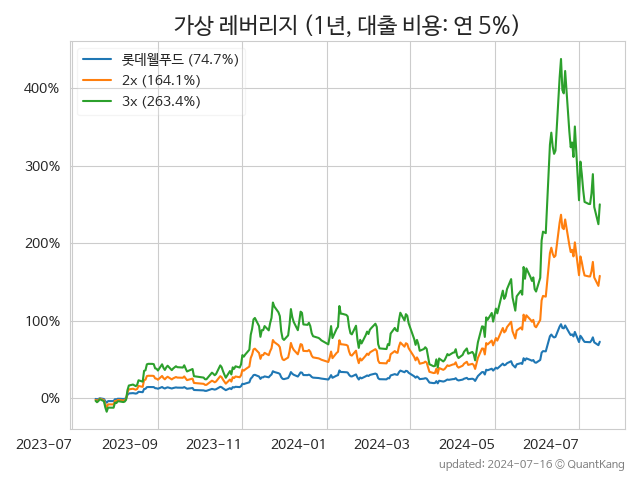 가상 레버리지 (1년, 대출 비용: 연 5%)
롯데웰푸드 (74.7%)
2x (164.1%)
3x (263.4%)
400%
300%
200%
100%
0%
2023-07 2023-09 2023-11 2024-01 2024-03 2024-05 2024-07
updated: 2024-07-16 © QuantKang